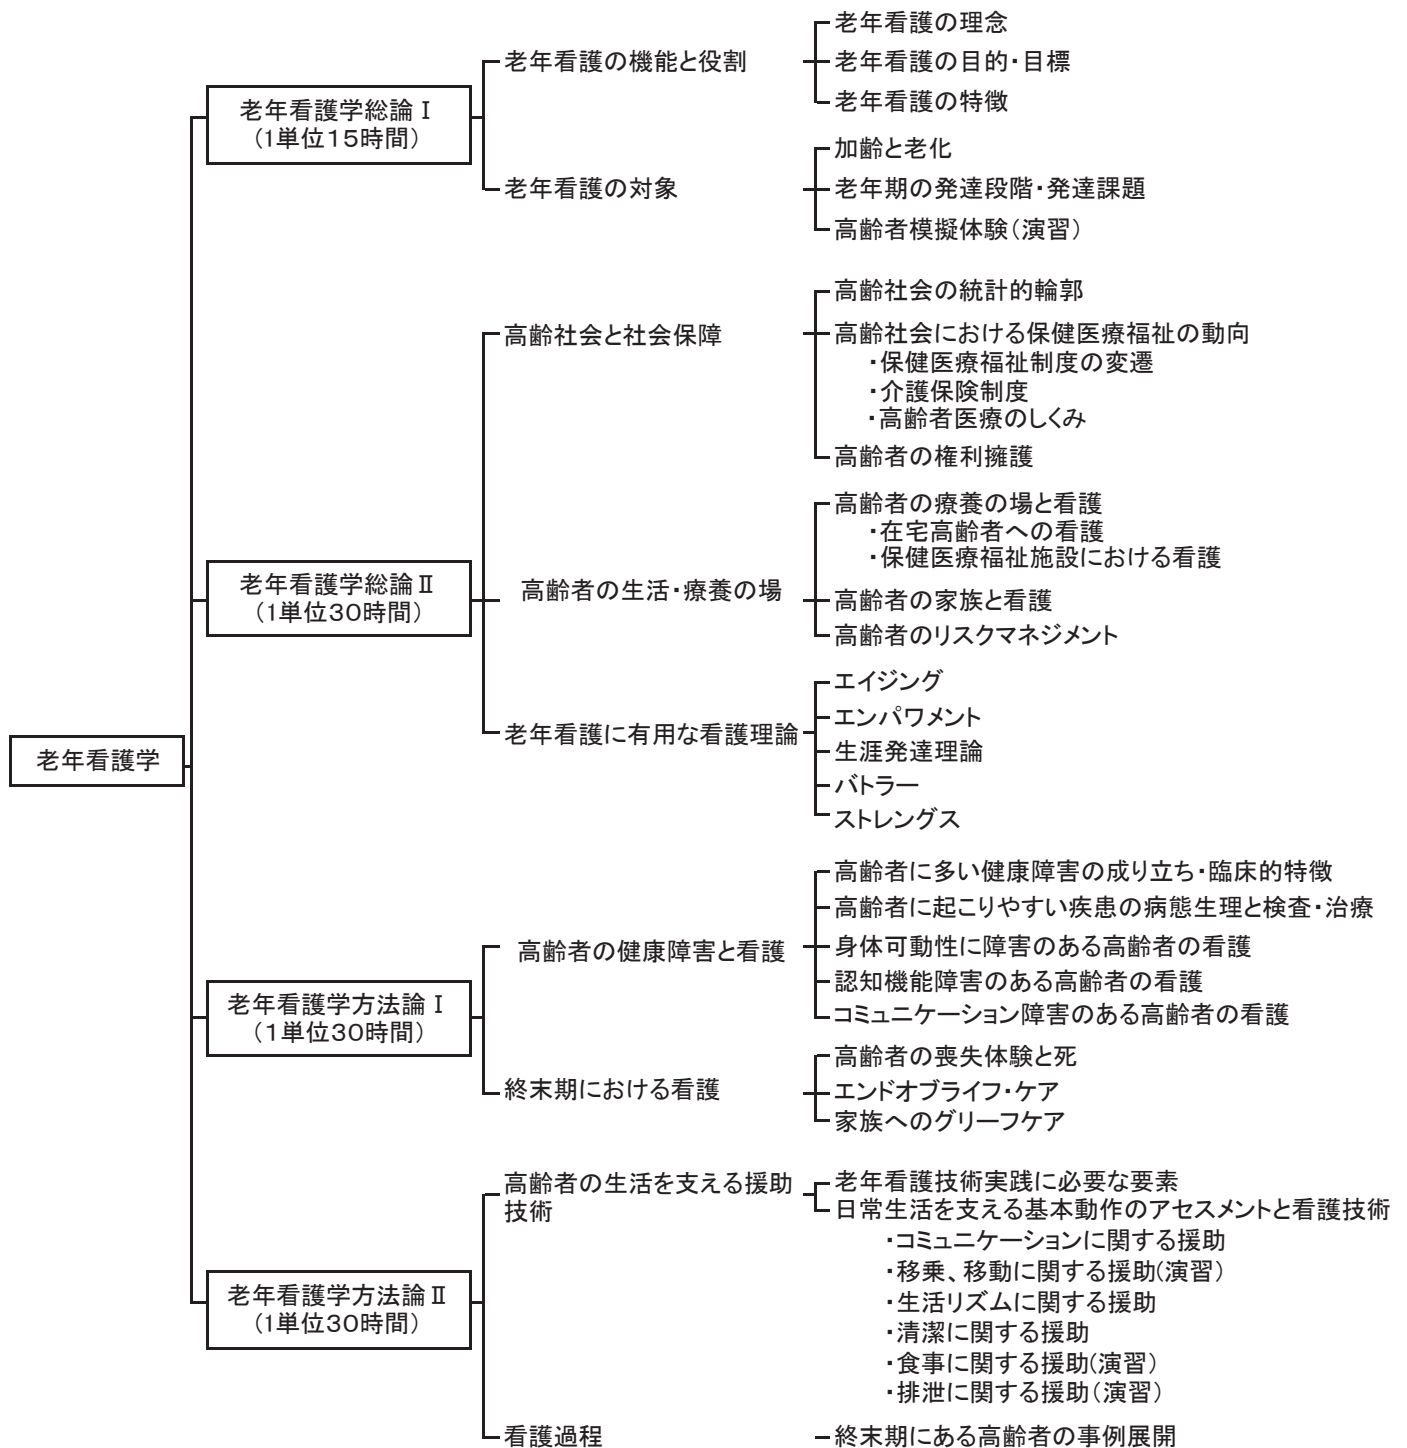 老年看護学
老年看護学総論Ⅰ
（1単位15時間）
老年看護の機能と役割
老年看護の理念
老年看護の目的・目標
老年看護の特徴
老年看護の対象
加齢と老化
老年期の発達段階・発達課題
高齢者模擬体験（演習）
老年看護学総論Ⅱ
（1単位30時間）
高齢社会と社会保障
高齢社会の統計的輪郭
高齢社会における保健医療福祉の動向
・保健医療福祉制度の変遷
・介護保険制度
・高齢者医療のしくみ
高齢者の権利擁護
高齢者の生活・療養の場
高齢者の療養の場と看護
・在宅高齢者への看護
・保健医療福祉施設における看護
高齢者の家族と看護
高齢者のリスクマネジメント
老年看護に有用な看護理論
エイジング
エンパワメント
生涯発達理論
バトラー
ストレングス
老年看護学方法論Ⅰ
（1単位30時間）
高齢者の健康障害と看護
高齢者に多い健康障害の成り立ち・臨床的特徴
高齢者に起こりやすい疾患の病態生理と検査・治療
身体可動性に障害のある高齢者の看護
認知機能障害のある高齢者の看護
コミュニケーション障害のある高齢者の看護
終末期における看護
高齢者の喪失体験と死
エンドオブライフ・ケア
家族へのグリーフケア
老年看護学方法論Ⅱ
（1単位30時間）
高齢者の生活を支える援助
技術
老年看護技術実践に必要な要素
日常生活を支える基本動作のアセスメントと看護技術
・コミュニケーションに関する援助
・移乗、移動に関する援助(演習）
・生活リズムに関する援助
・清潔に関する援助
・食事に関する援助(演習）
・排泄に関する援助（演習）
看護過程
終末期にある高齢者の事例展開